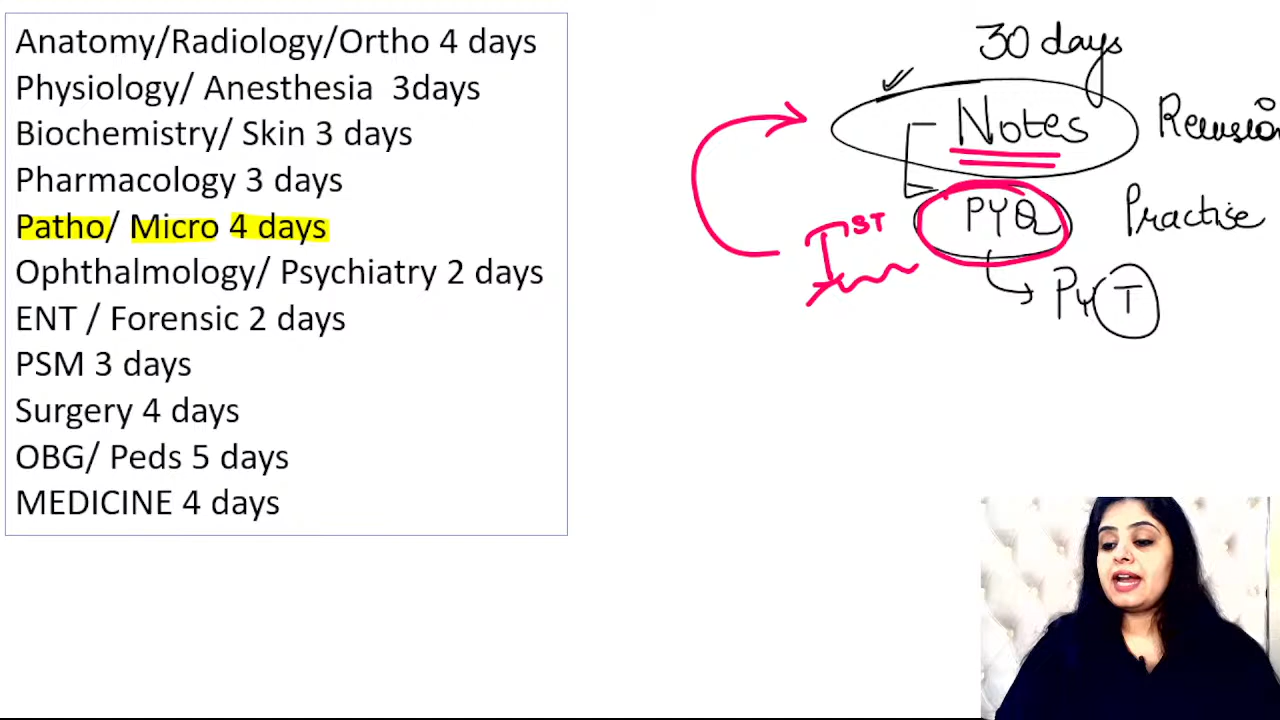 Anatomy/Radiology/Ortho 4 days
Physiology/ Anesthesia  3days
Biochemistry/ Skin 3 days
Pharmacology 3 days
Patho/ Micro 4 days
Ophthalmology/ Psychiatry 2 days
ENT / Forensic 2 days
PSM 3 days
Surgery 4 days
OBG/ Peds 5 days
MEDICINE 4 days
30 days
Notes Revision
IST PYQ Practise
PYT